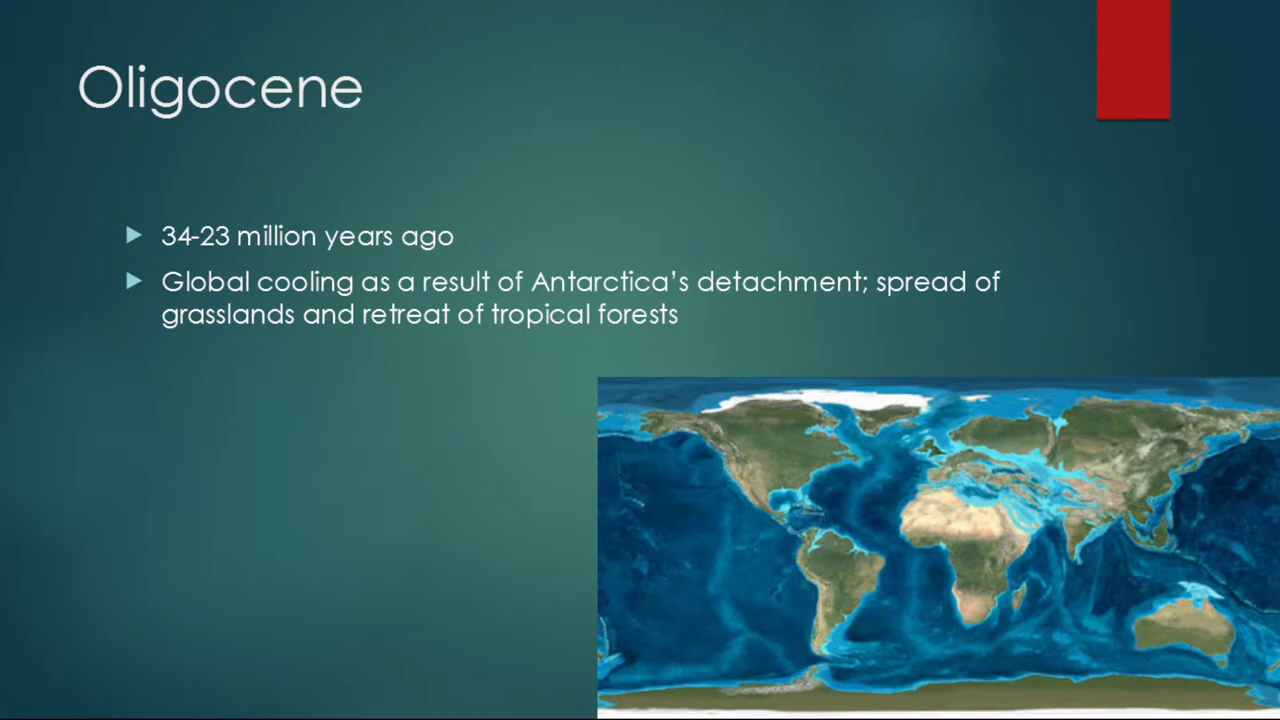 Oligocene
34-23 million years ago
Global cooling as a result of Antarctica's detachment; spread of
grasslands and retreat of tropical forests